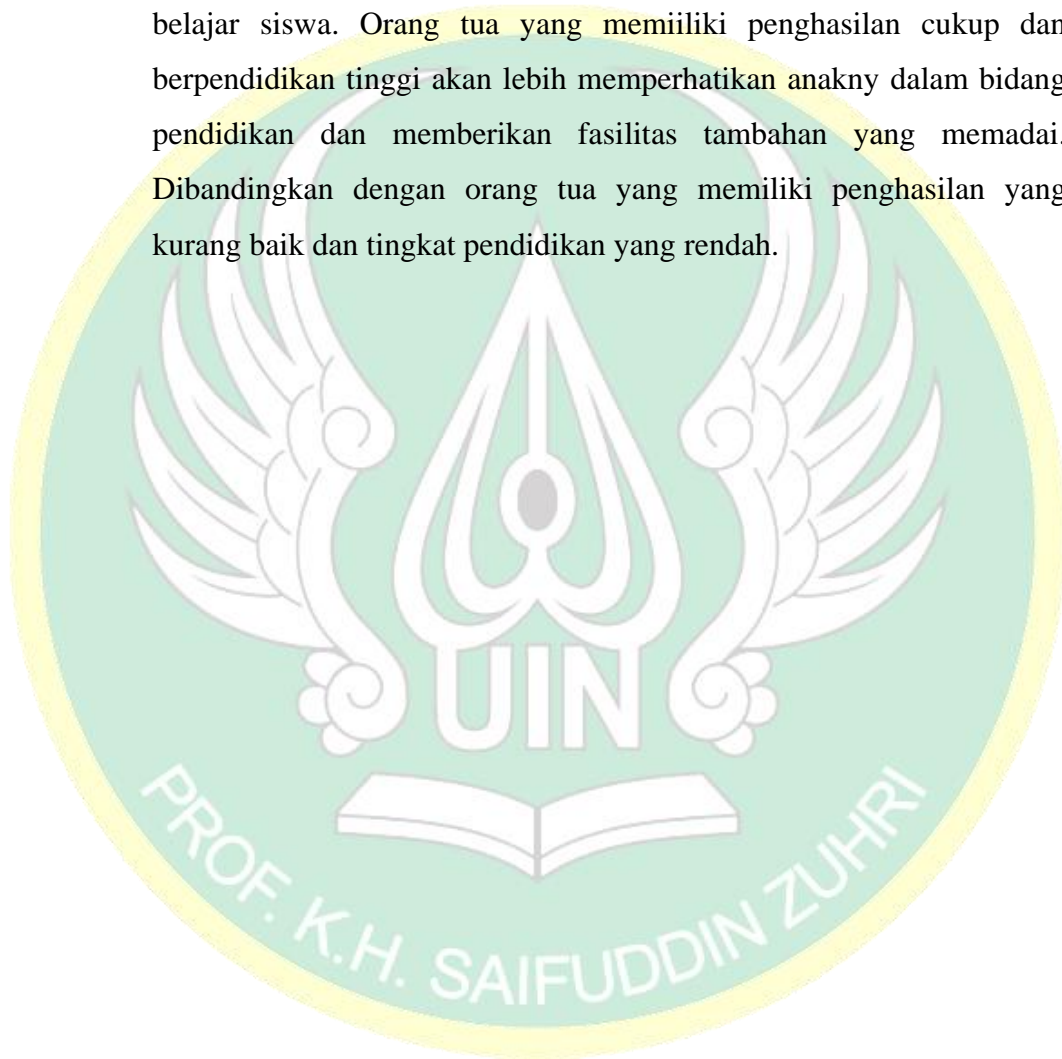 belajar siswa. Orang tua yang memiiliki penghasilan cukup dan
berpendidikan tinggi akan lebih memperhatikan anakny dalam bidang
pendidikan dan memberikan fasilitas tambahan yang memadai.
Dibandingkan dengan orang tua yang memiliki penghasilan yang
kurang baik dan tingkat pendidikan yang rendah.
UIN
PROF. K.H. SAIFUDDIN ZUHRI